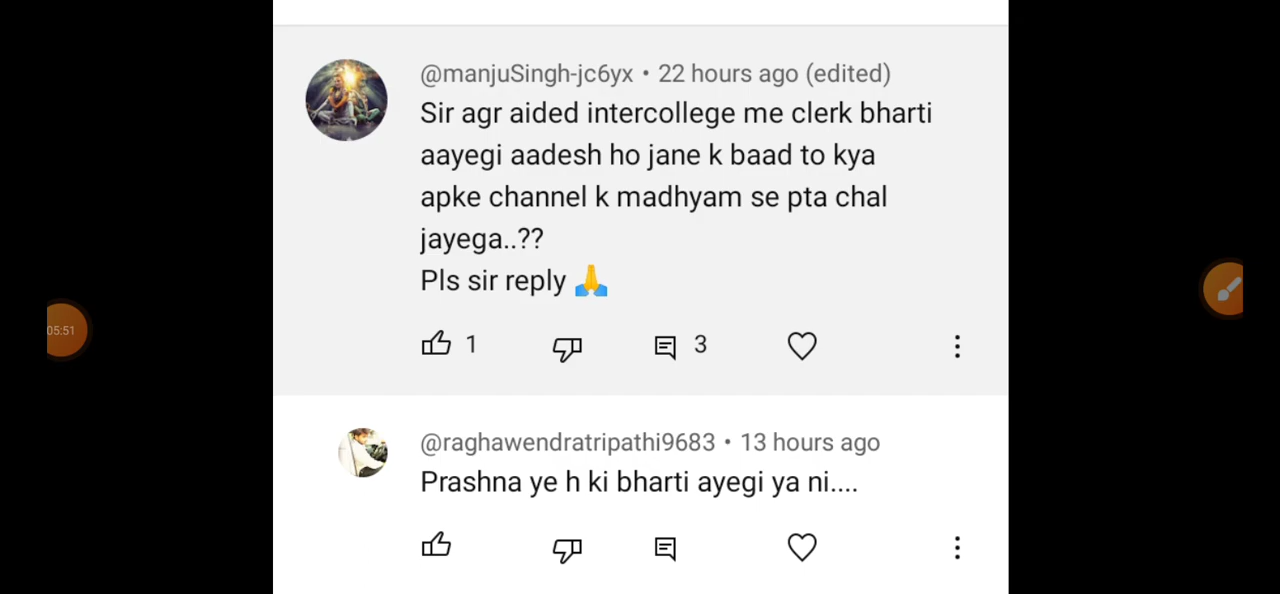 @manjuSingh-jc6yx • 22 hours ago (edited)
Sir agr aided intercollege me clerk bharti
aayegi aadesh ho jane k baad to kya
apke channel k madhyam se pta chal
jayega..??
Pls sir reply 🙏
1 3
05:51
@raghawendratripathi9683 • 13 hours ago
Prashna ye h ki bharti ayegi ya ni....